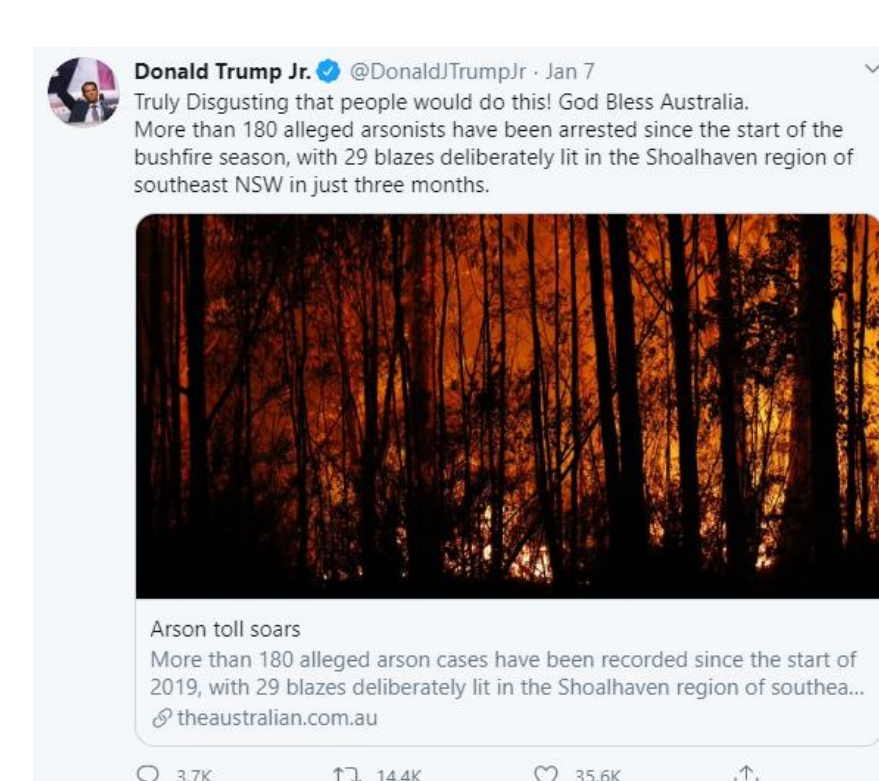 Donald Trump Jr. @DonaldJTrumpJr · Jan 7
Truly Disgusting that people would do this! God Bless Australia.
More than 180 alleged arsonists have been arrested since the start of the
bushfire season, with 29 blazes deliberately lit in the Shoalhaven region of
southeast NSW in just three months.
Arson toll soars
More than 180 alleged arson cases have been recorded since the start of
2019, with 29 blazes deliberately lit in the Shoalhaven region of southea...
theaustralian.com.au
3.7K 14.4K 35.6K